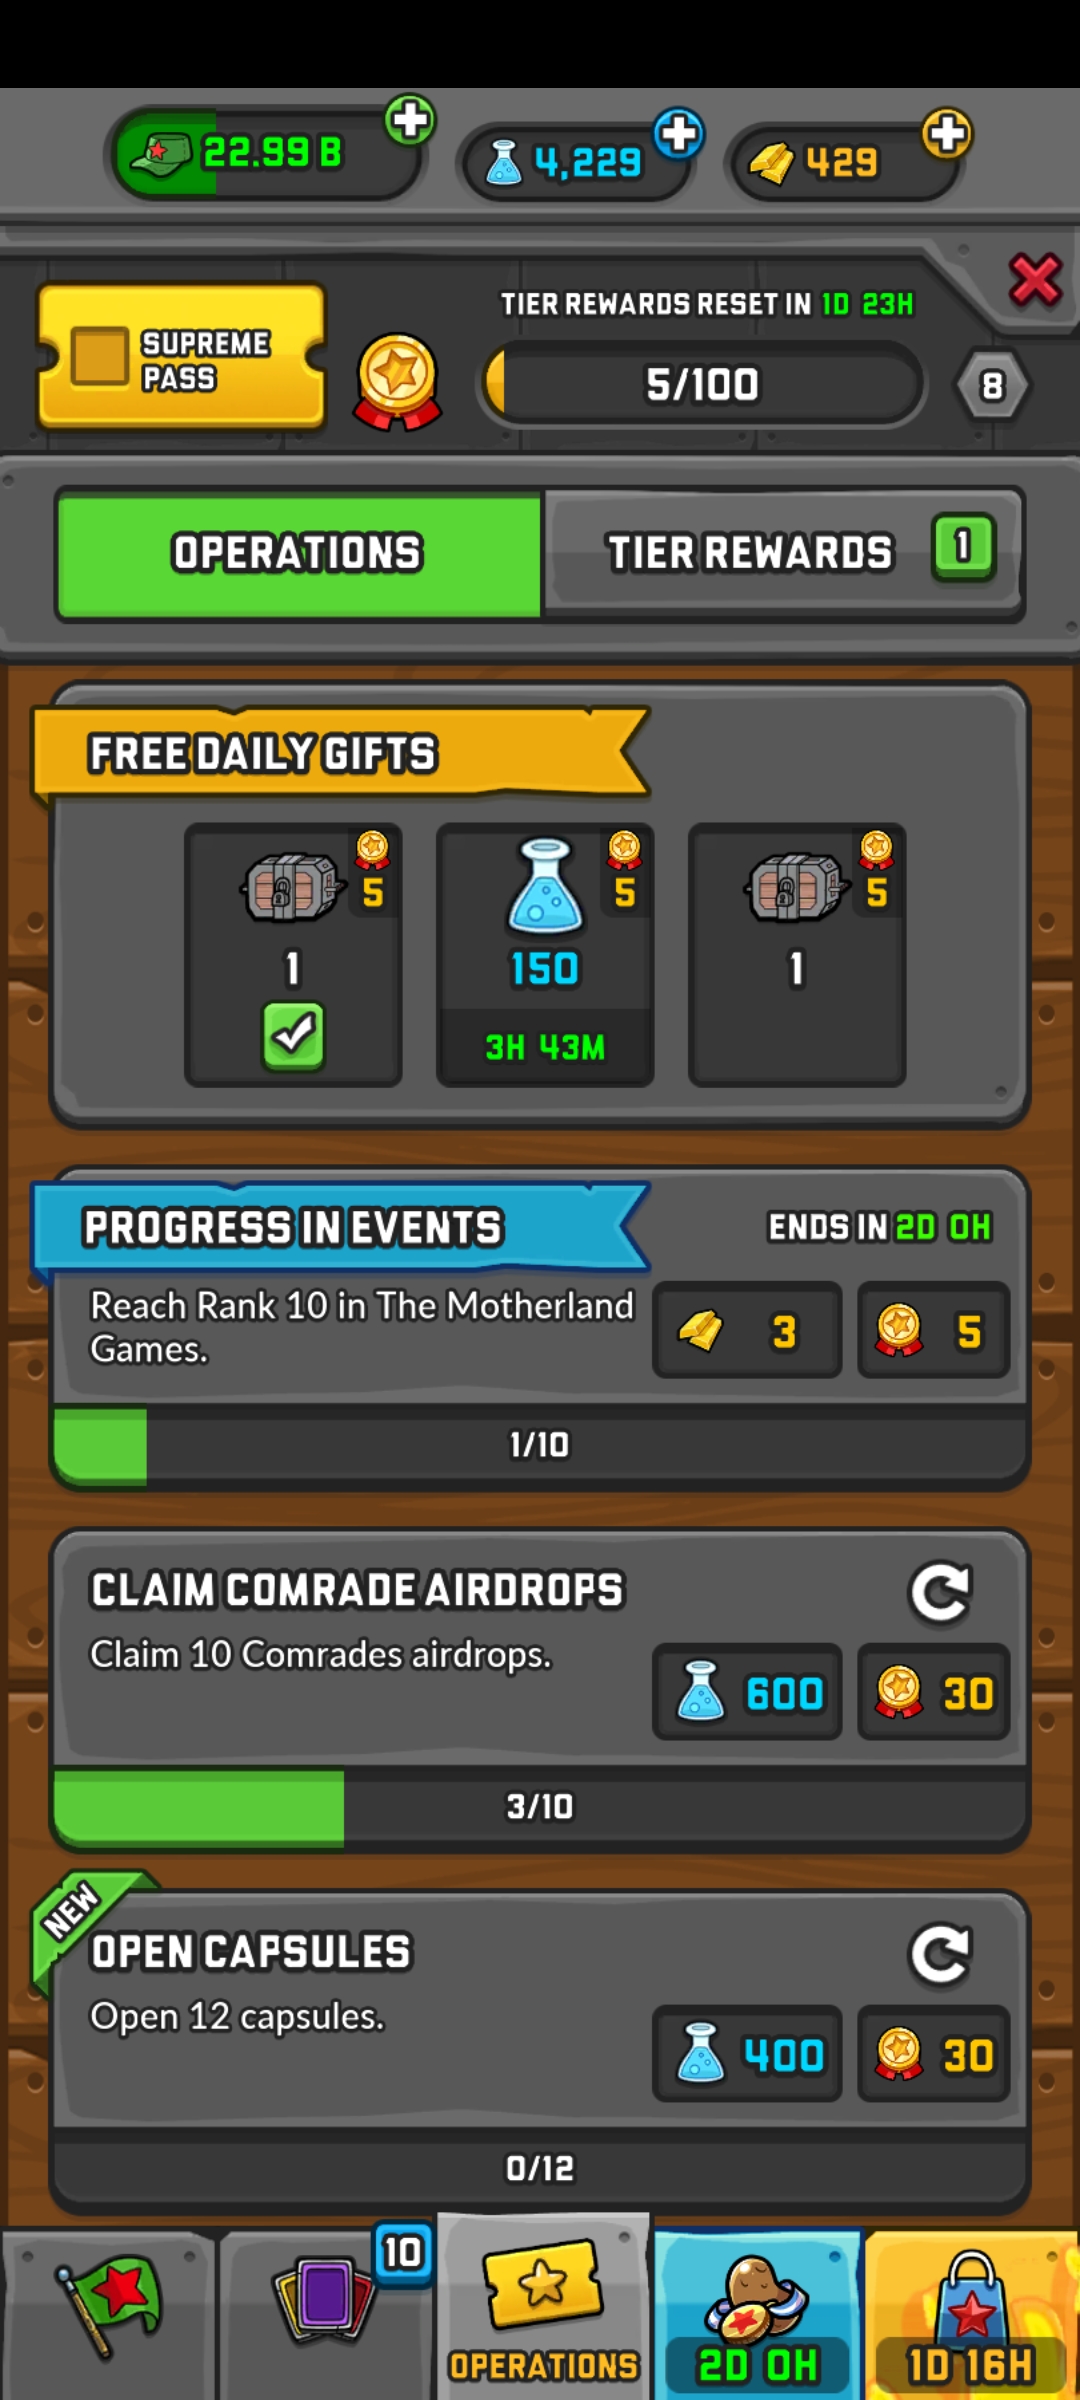 22.99 B
4,229
429
SUPREME
PASS
TIER REWARDS RESET IN 1D 23H
5/100
8
OPERATIONS
TIER REWARDS
1
FREE DAILY GIFTS
5
5
5
1
150
1
3H 43M
PROGRESS IN EVENTS
ENDS IN 2D 0H
Reach Rank 10 in The Motherland
Games.
3
5
1/10
CLAIM COMRADE AIRDROPS
Claim 10 Comrades airdrops.
600
30
3/10
NEW
OPEN CAPSULES
Open 12 capsules.
400
30
0/12
10
OPERATIONS
2D 0H
1D 16H